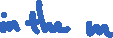 in the m